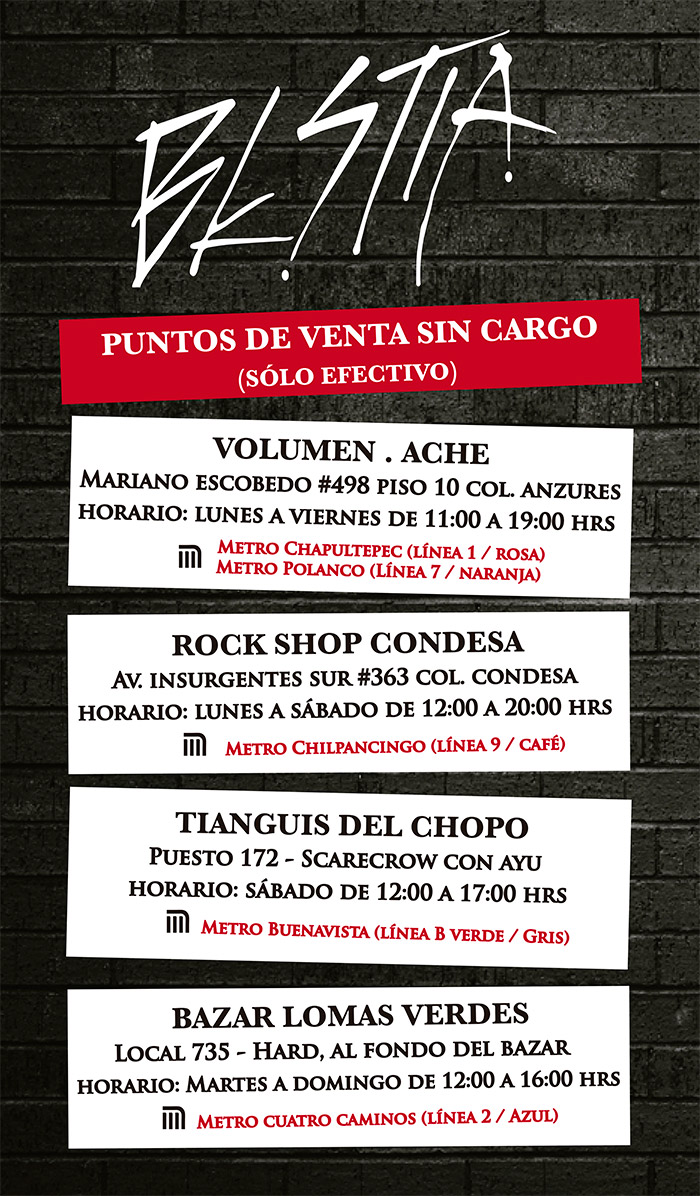 BESTIA
PUNTOS DE VENTA SIN CARGO
(SÓLO EFECTIVO)
VOLUMEN . ACHE
MARIANO ESCOBEDO #498 PISO 10 COL. ANZURES
HORARIO: LUNES A VIERNES DE 11:00 A 19:00 HRS
METRO CHAPULTEPEC (LÍNEA 1 / ROSA)
METRO POLANCO (LÍNEA 7 / NARANJA)
ROCK SHOP CONDESA
AV. INSURGENTES SUR #363 COL. CONDESA
HORARIO: LUNES A SÁBADO DE 12:00 A 20:00 HRS
METRO CHILPANCINGO (LÍNEA 9 / CAFÉ)
TIANGUIS DEL CHOPO
PUESTO 172 - SCARECROW CON AYU
HORARIO: SÁBADO DE 12:00 A 17:00 HRS
METRO BUENAVISTA (LÍNEA B VERDE / GRIS)
BAZAR LOMAS VERDES
LOCAL 735 - HARD, AL FONDO DEL BAZAR
HORARIO: MARTES A DOMINGO DE 12:00 A 16:00 HRS
METRO CUATRO CAMINOS (LÍNEA 2 / AZUL)